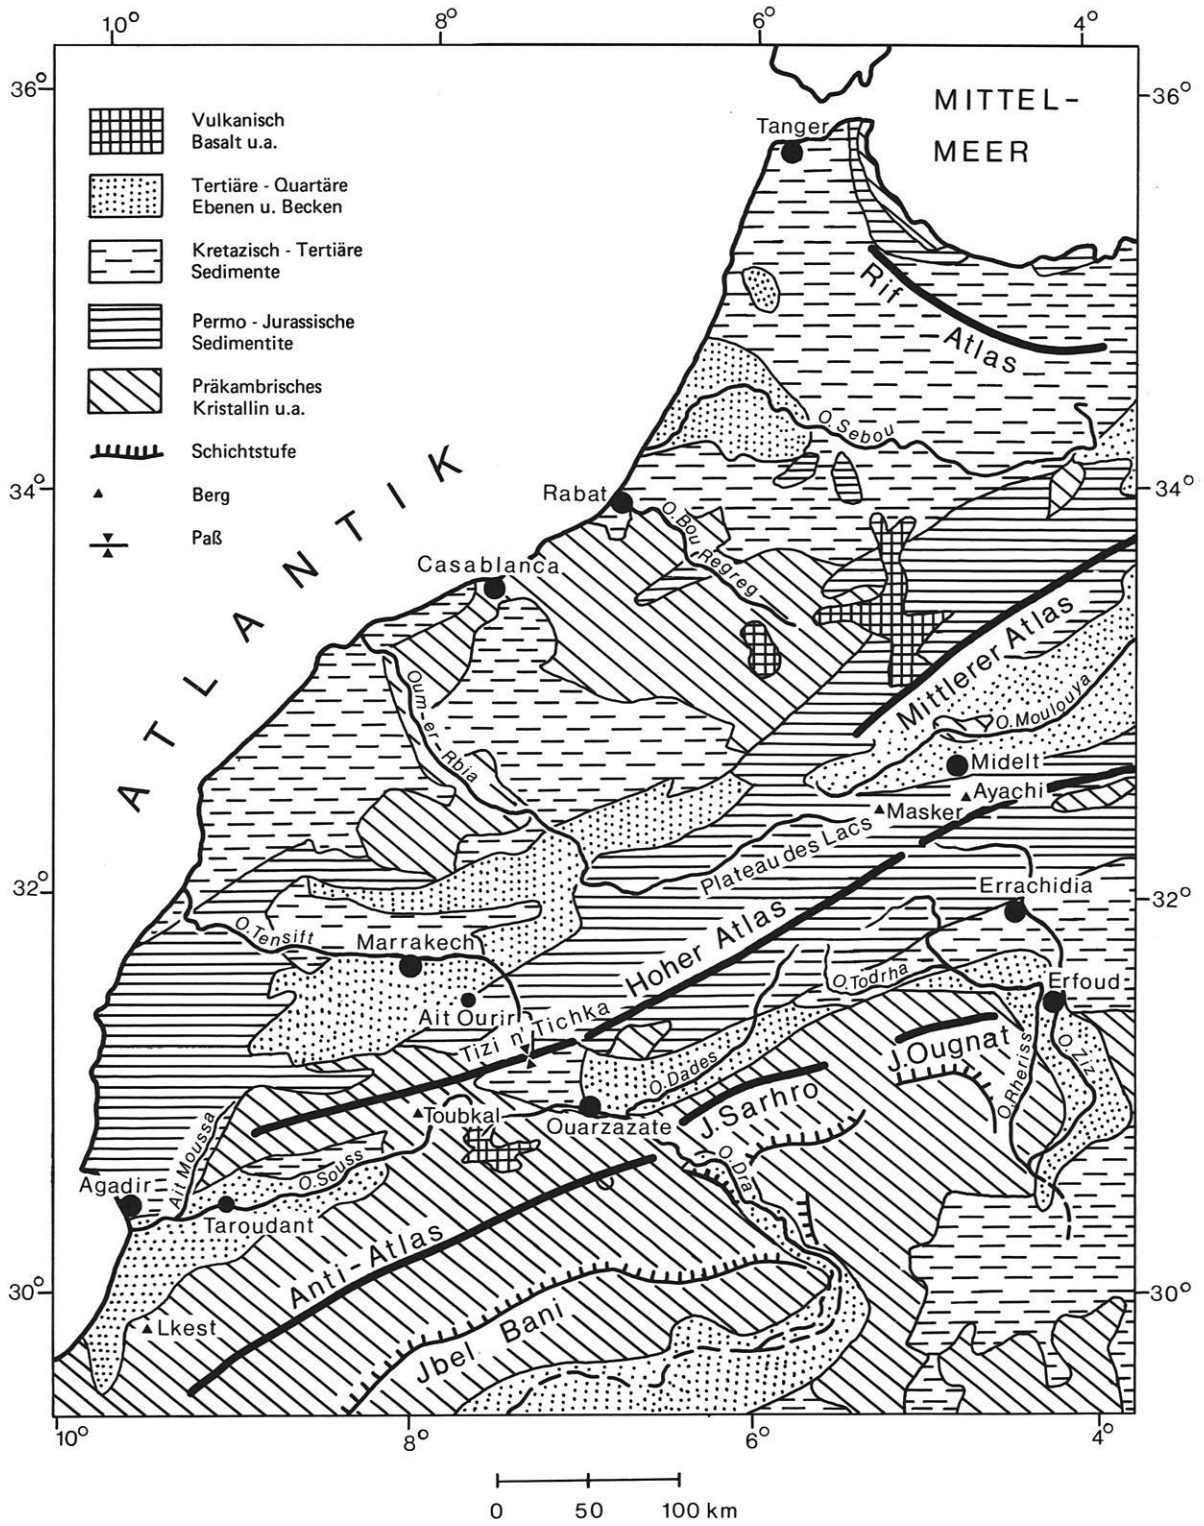 10°
8°
6°
4°
36°
36°
MITTEL-
MEER
Vulkanisch
Basalt u.a.
Tertiäre - Quartäre
Ebenen u. Becken
Kretazisch - Tertiäre
Sedimente
Permo - Jurassische
Sedimentite
Präkambrisches
Kristallin u.a.
Schichtstufe
Berg
Paß
Tanger
Rif Atlas
O. Sebou
ATLANTIK
34°
34°
Rabat
O. Bou Regreg
Casablanca
Mittlerer Atlas
Oum-er-Rbia
O. Moulouya
Midelt
Ayachi
Masker
Plateau des Lacs
32°
32°
Errachidia
Hoher Atlas
O. Tensift
Marrakech
O. Todrha
Erfoud
Ait Ourir
Tizi n' Tichka
J. Ougnat
O. Rheriss
O. Ziz
O. Dades
J. Sarhro
Toubkal
Ouarzazate
Ait Moussa
O. Souss
O. Dra
Agadir
Taroudant
Anti-Atlas
30°
30°
Lkest
Jbel Bani
10°
8°
6°
4°
0 50 100 km